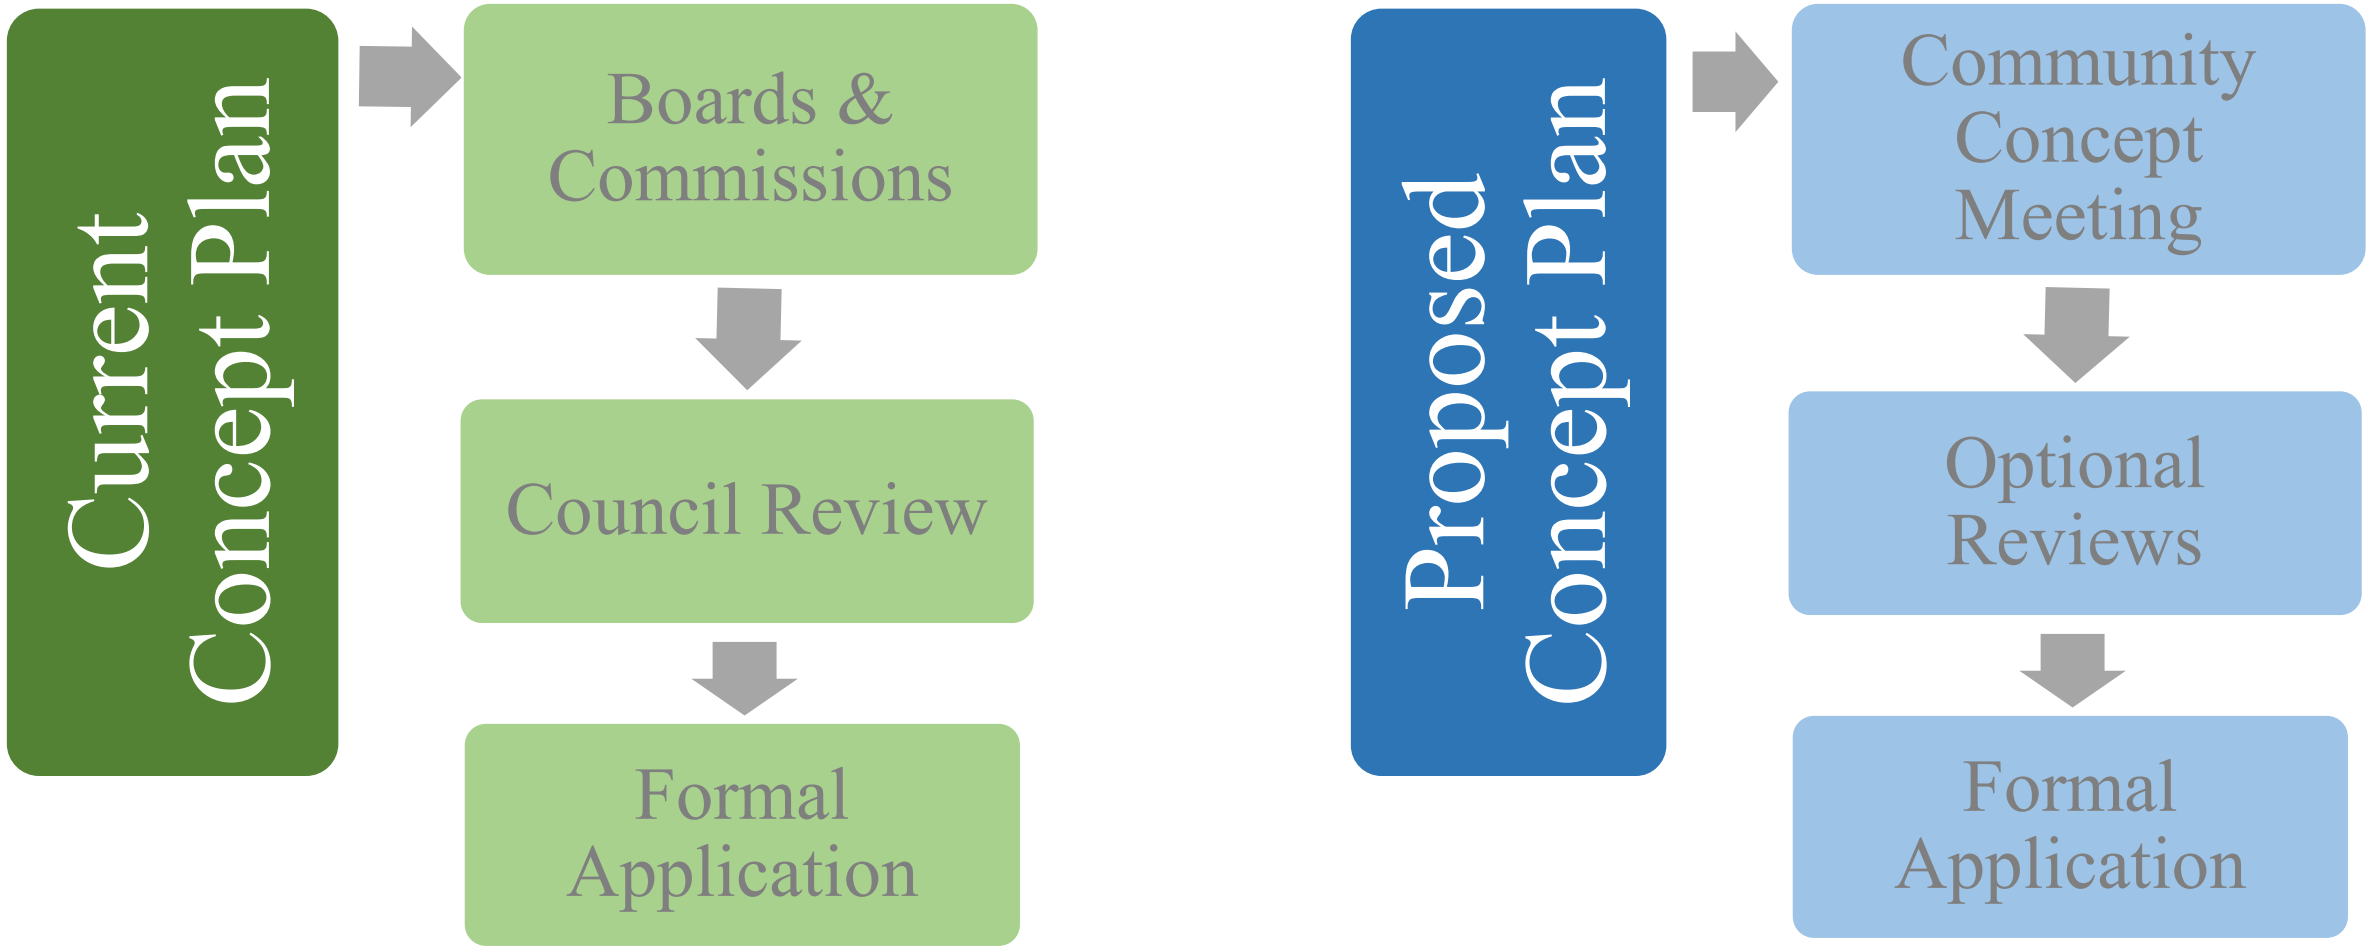 Current
Concept Plan
Boards &
Commissions
Council Review
Formal
Application
Proposed
Concept Plan
Community
Concept
Meeting
Optional
Reviews
Formal
Application